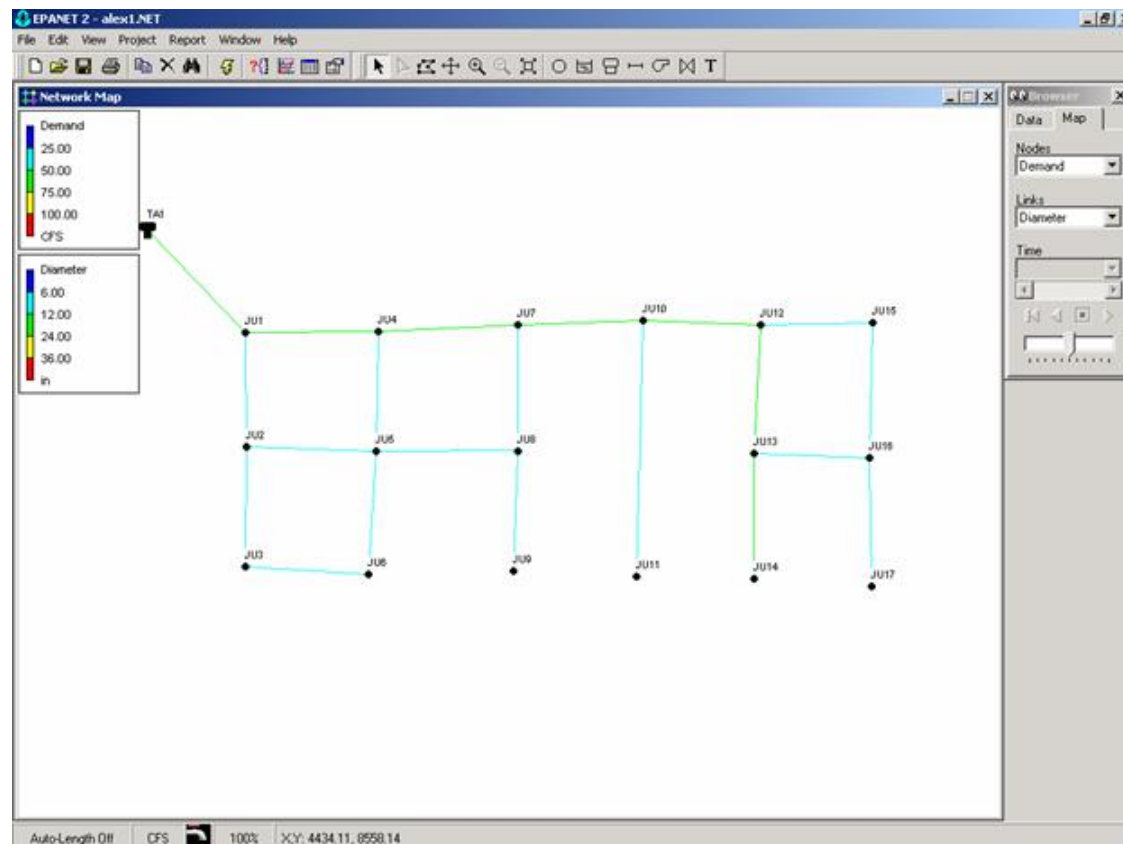 EPANET 2 - alex1.NET
File Edit View Project Report Window Help
Network Map
Browser
Data Map
Nodes
Demand
Links
Diameter
Time
Demand
25.00
50.00
75.00
100.00
CFS
Diameter
6.00
12.00
24.00
36.00
in
TA1
JU1
JU4
JU7
JU10
JU12
JU15
JU2
JU5
JU8
JU13
JU16
JU3
JU6
JU9
JU11
JU14
JU17
Auto-Length Off CFS 100% X,Y: 4434.11, 8558.14